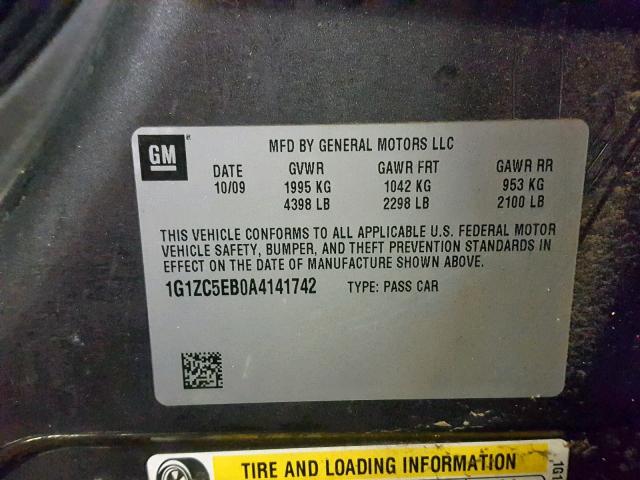 GM
MFD BY GENERAL MOTORS LLC
DATE GVWR GAWR FRT GAWR RR
10/09 1995 KG 1042 KG 953 KG
4398 LB 2298 LB 2100 LB
THIS VEHICLE CONFORMS TO ALL APPLICABLE U.S. FEDERAL MOTOR
VEHICLE SAFETY, BUMPER, AND THEFT PREVENTION STANDARDS IN
EFFECT ON THE DATE OF MANUFACTURE SHOWN ABOVE.
1G1ZC5EB0A4141742 TYPE: PASS CAR
TIRE AND LOADING INFORMATION
1G1